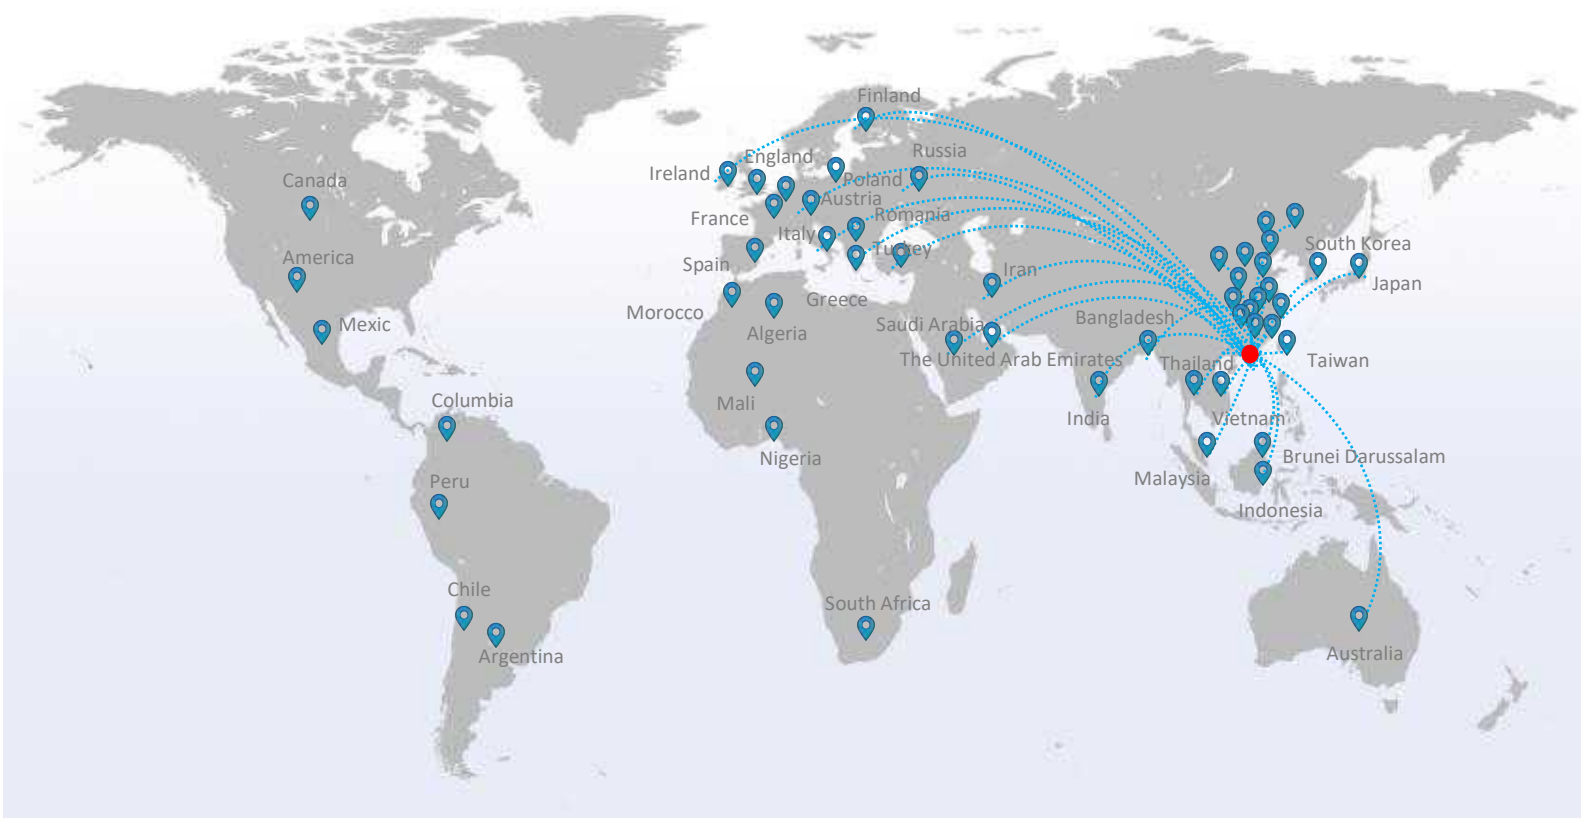 Finland
England
Russia
Ireland
Poland
Canada
Austria
France
Romania
Italy
South Korea
America
Turkey
Spain
Iran
Japan
Greece
Morocco
Mexic
Algeria
Saudi Arabia
Bangladesh
The United Arab Emirates
Thailand
Taiwan
Columbia
Mali
India
Vietnam
Nigeria
Brunei Darussalam
Peru
Malaysia
Indonesia
Chile
South Africa
Argentina
Australia